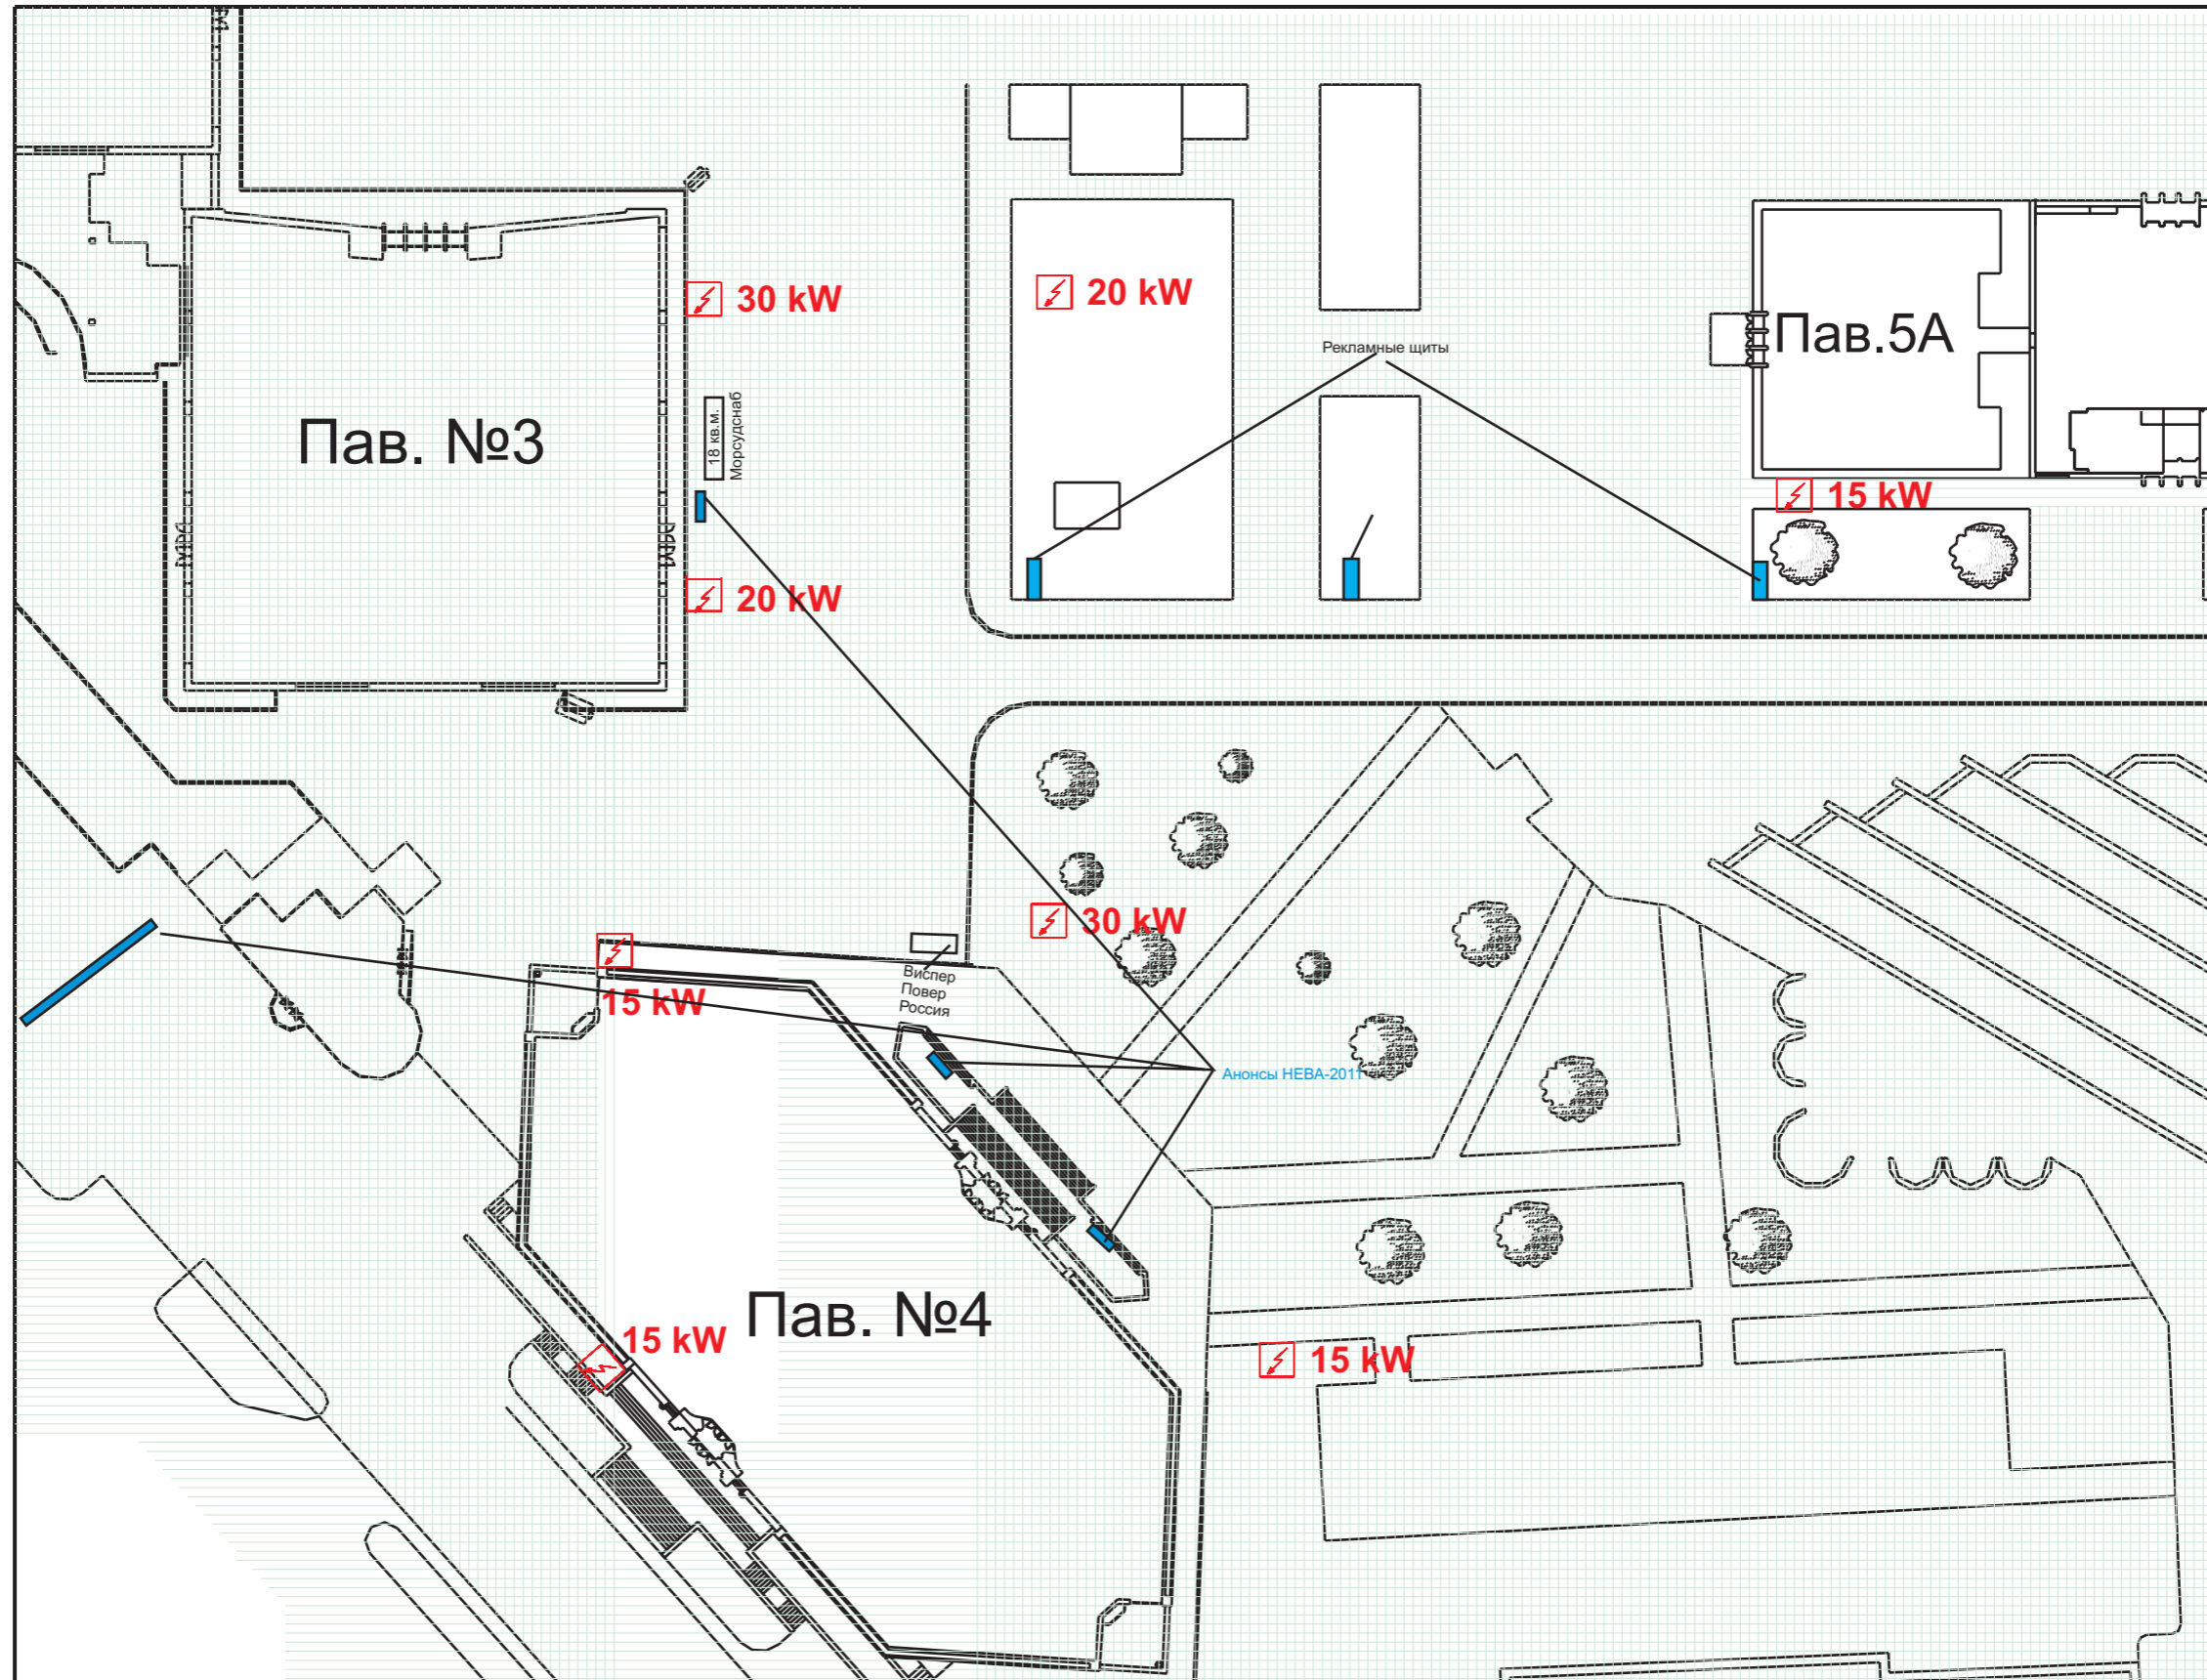 30 kW
20 kW
Рекламные щиты
Пав.5А
Пав. №3
18 кв.м.
Морсудснаб
15 kW
20 kW
30 kW
Виспер
Повер
Россия
15 kW
Анонсы НЕВА-2011
Пав. №4
15 kW
15 kW